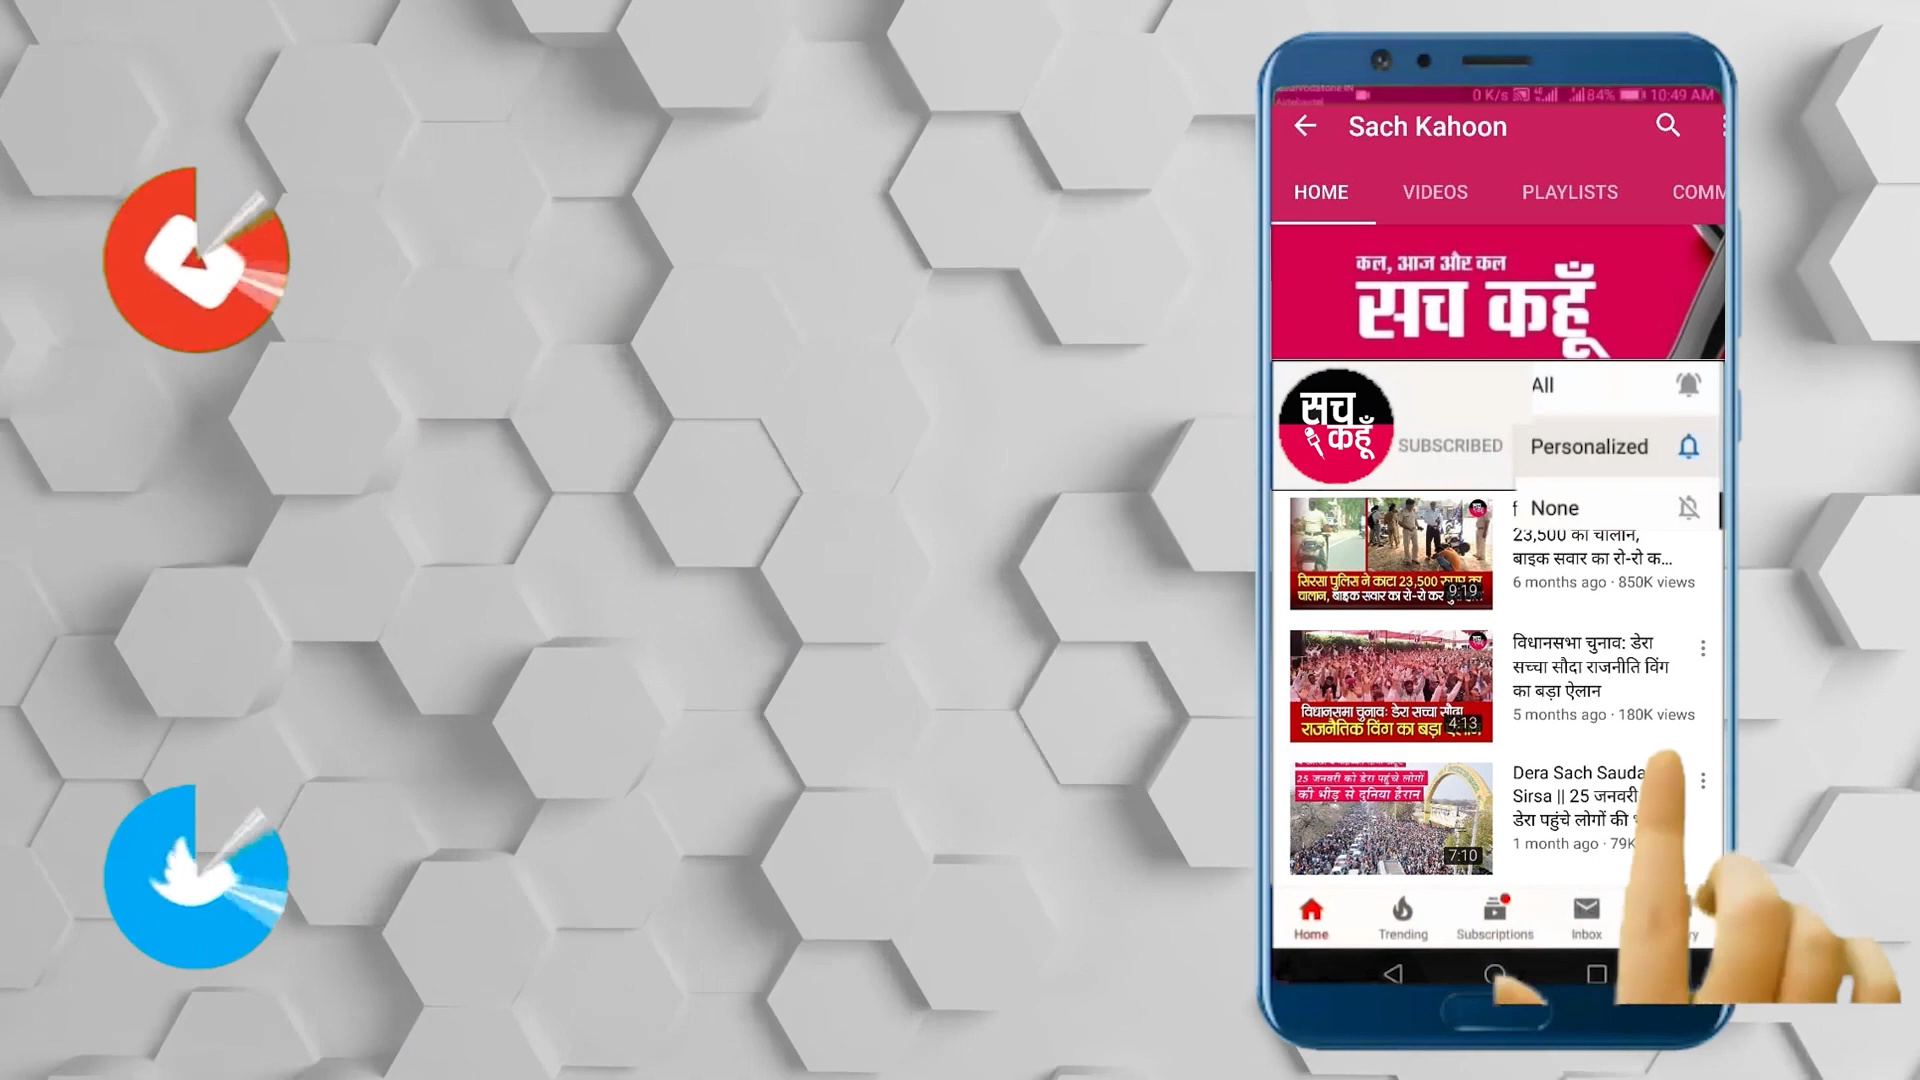 0 K/s 84% 10:49 AM
Sach Kahoon
HOME VIDEOS PLAYLISTS COMM
कल, आज और कल
सच कहूँ
सच
कहूँ
SUBSCRIBED
All
Personalized
None
23,500 का चालान,
बाइक सवार का रो-रो क...
6 months ago · 850K views
सिरसा पुलिस ने काटा 23,500
चालान, बाइक सवार का रो-रो कर
9:19
विधानसभा चुनाव: डेरा
सच्चा सौदा राजनीति विंग
का बड़ा ऐलान
5 months ago · 180K views
विधानसभा चुनाव: डेरा सच्चा सौदा
राजनैतिक विंग का बड़ा
4:13
Dera Sach Sauda
Sirsa || 25 जनवरी
डेरा पहुंचे लोगों की
1 month ago · 79K
25 जनवरी को डेरा पहुंचे लोगों
की भीड़ से दुनिया हैरान
7:10
Home Trending Subscriptions Inbox